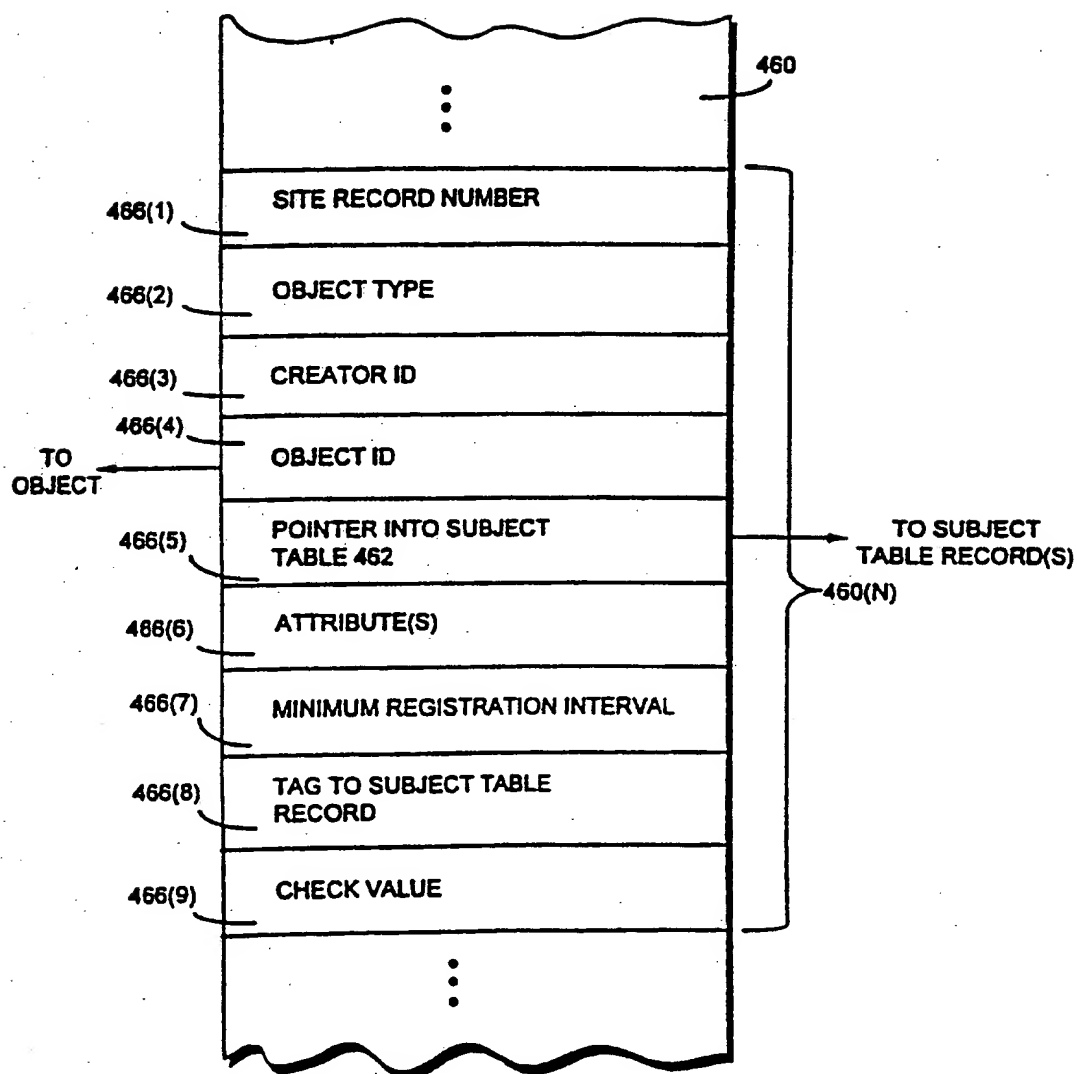 460
466(1)
SITE RECORD NUMBER
466(2)
OBJECT TYPE
466(3)
CREATOR ID
466(4)
OBJECT ID
TO
OBJECT
466(5)
POINTER INTO SUBJECT
TABLE 462
TO SUBJECT
TABLE RECORD(S)
460(N)
466(6)
ATTRIBUTE(S)
466(7)
MINIMUM REGISTRATION INTERVAL
466(8)
TAG TO SUBJECT TABLE
RECORD
466(9)
CHECK VALUE